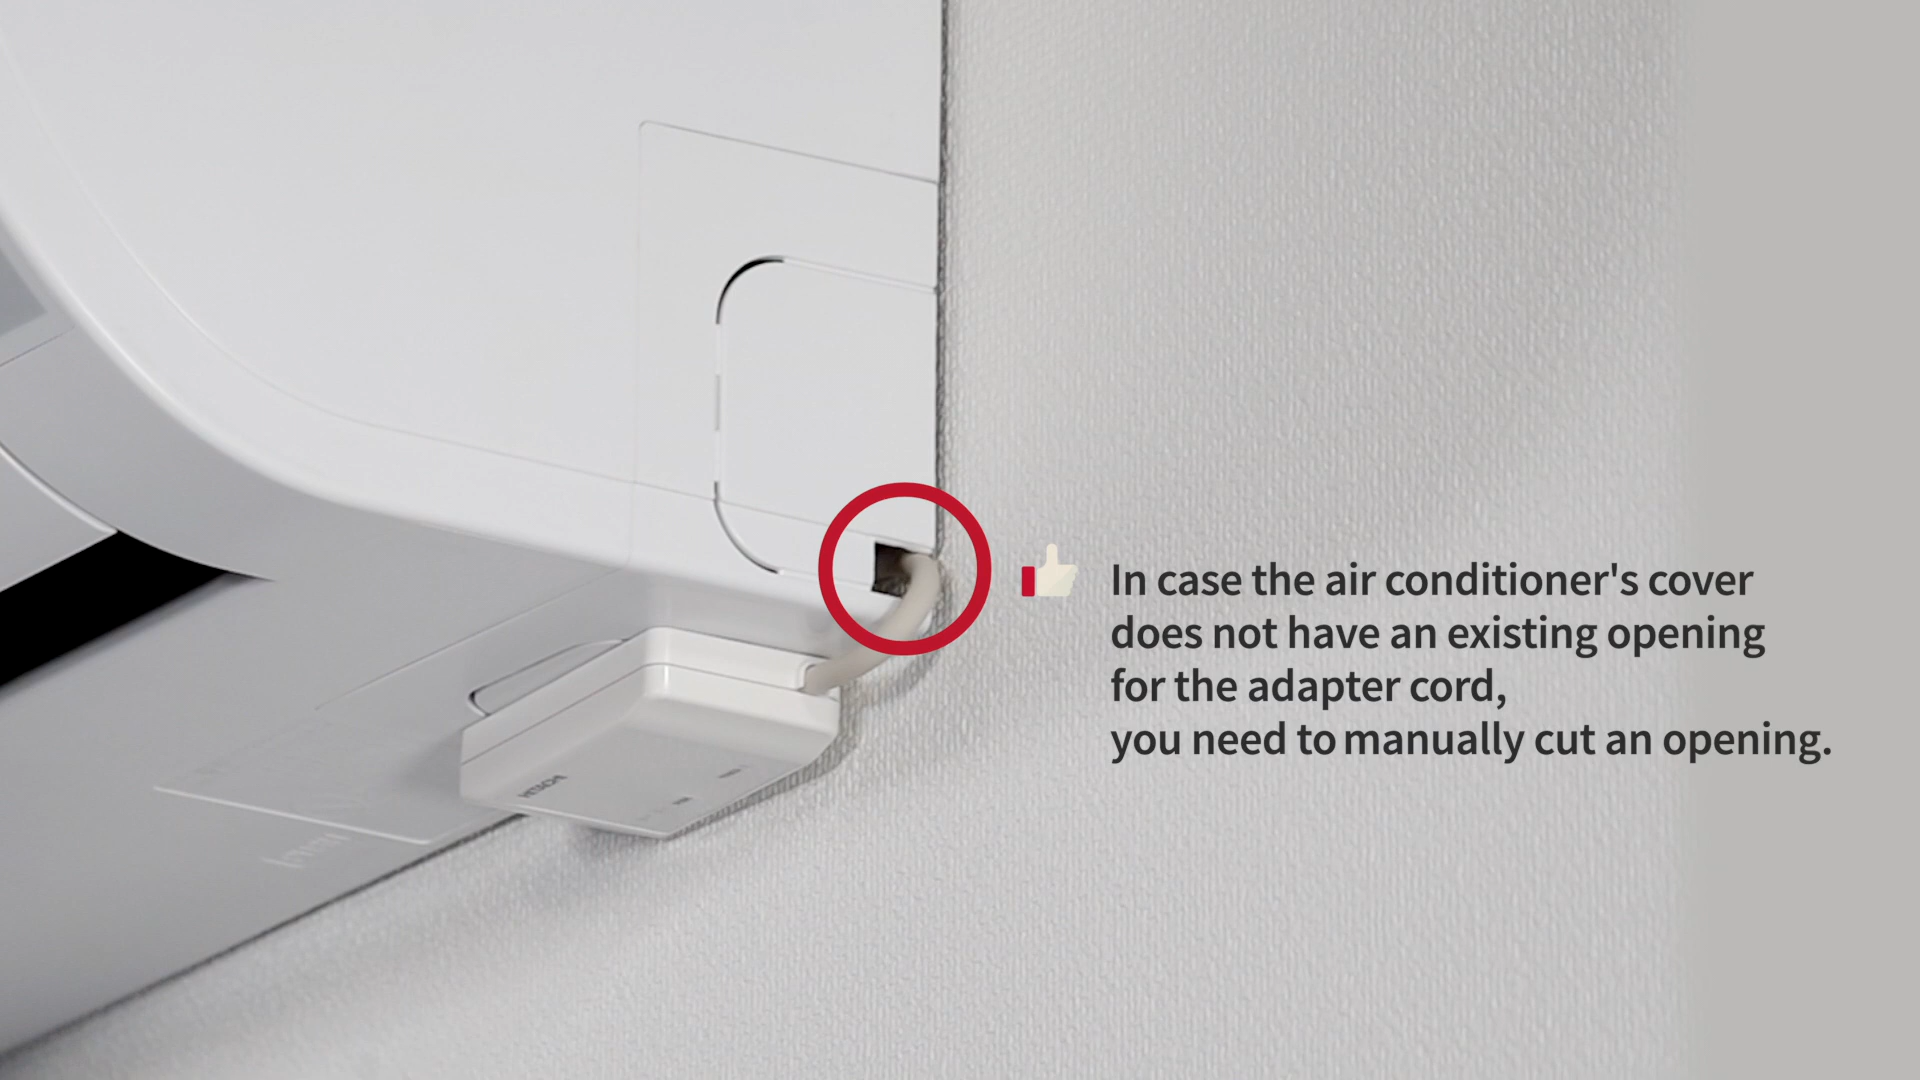 In case the air conditioner's cover
does not have an existing opening
for the adapter cord,
you need to manually cut an opening.
HITACHI